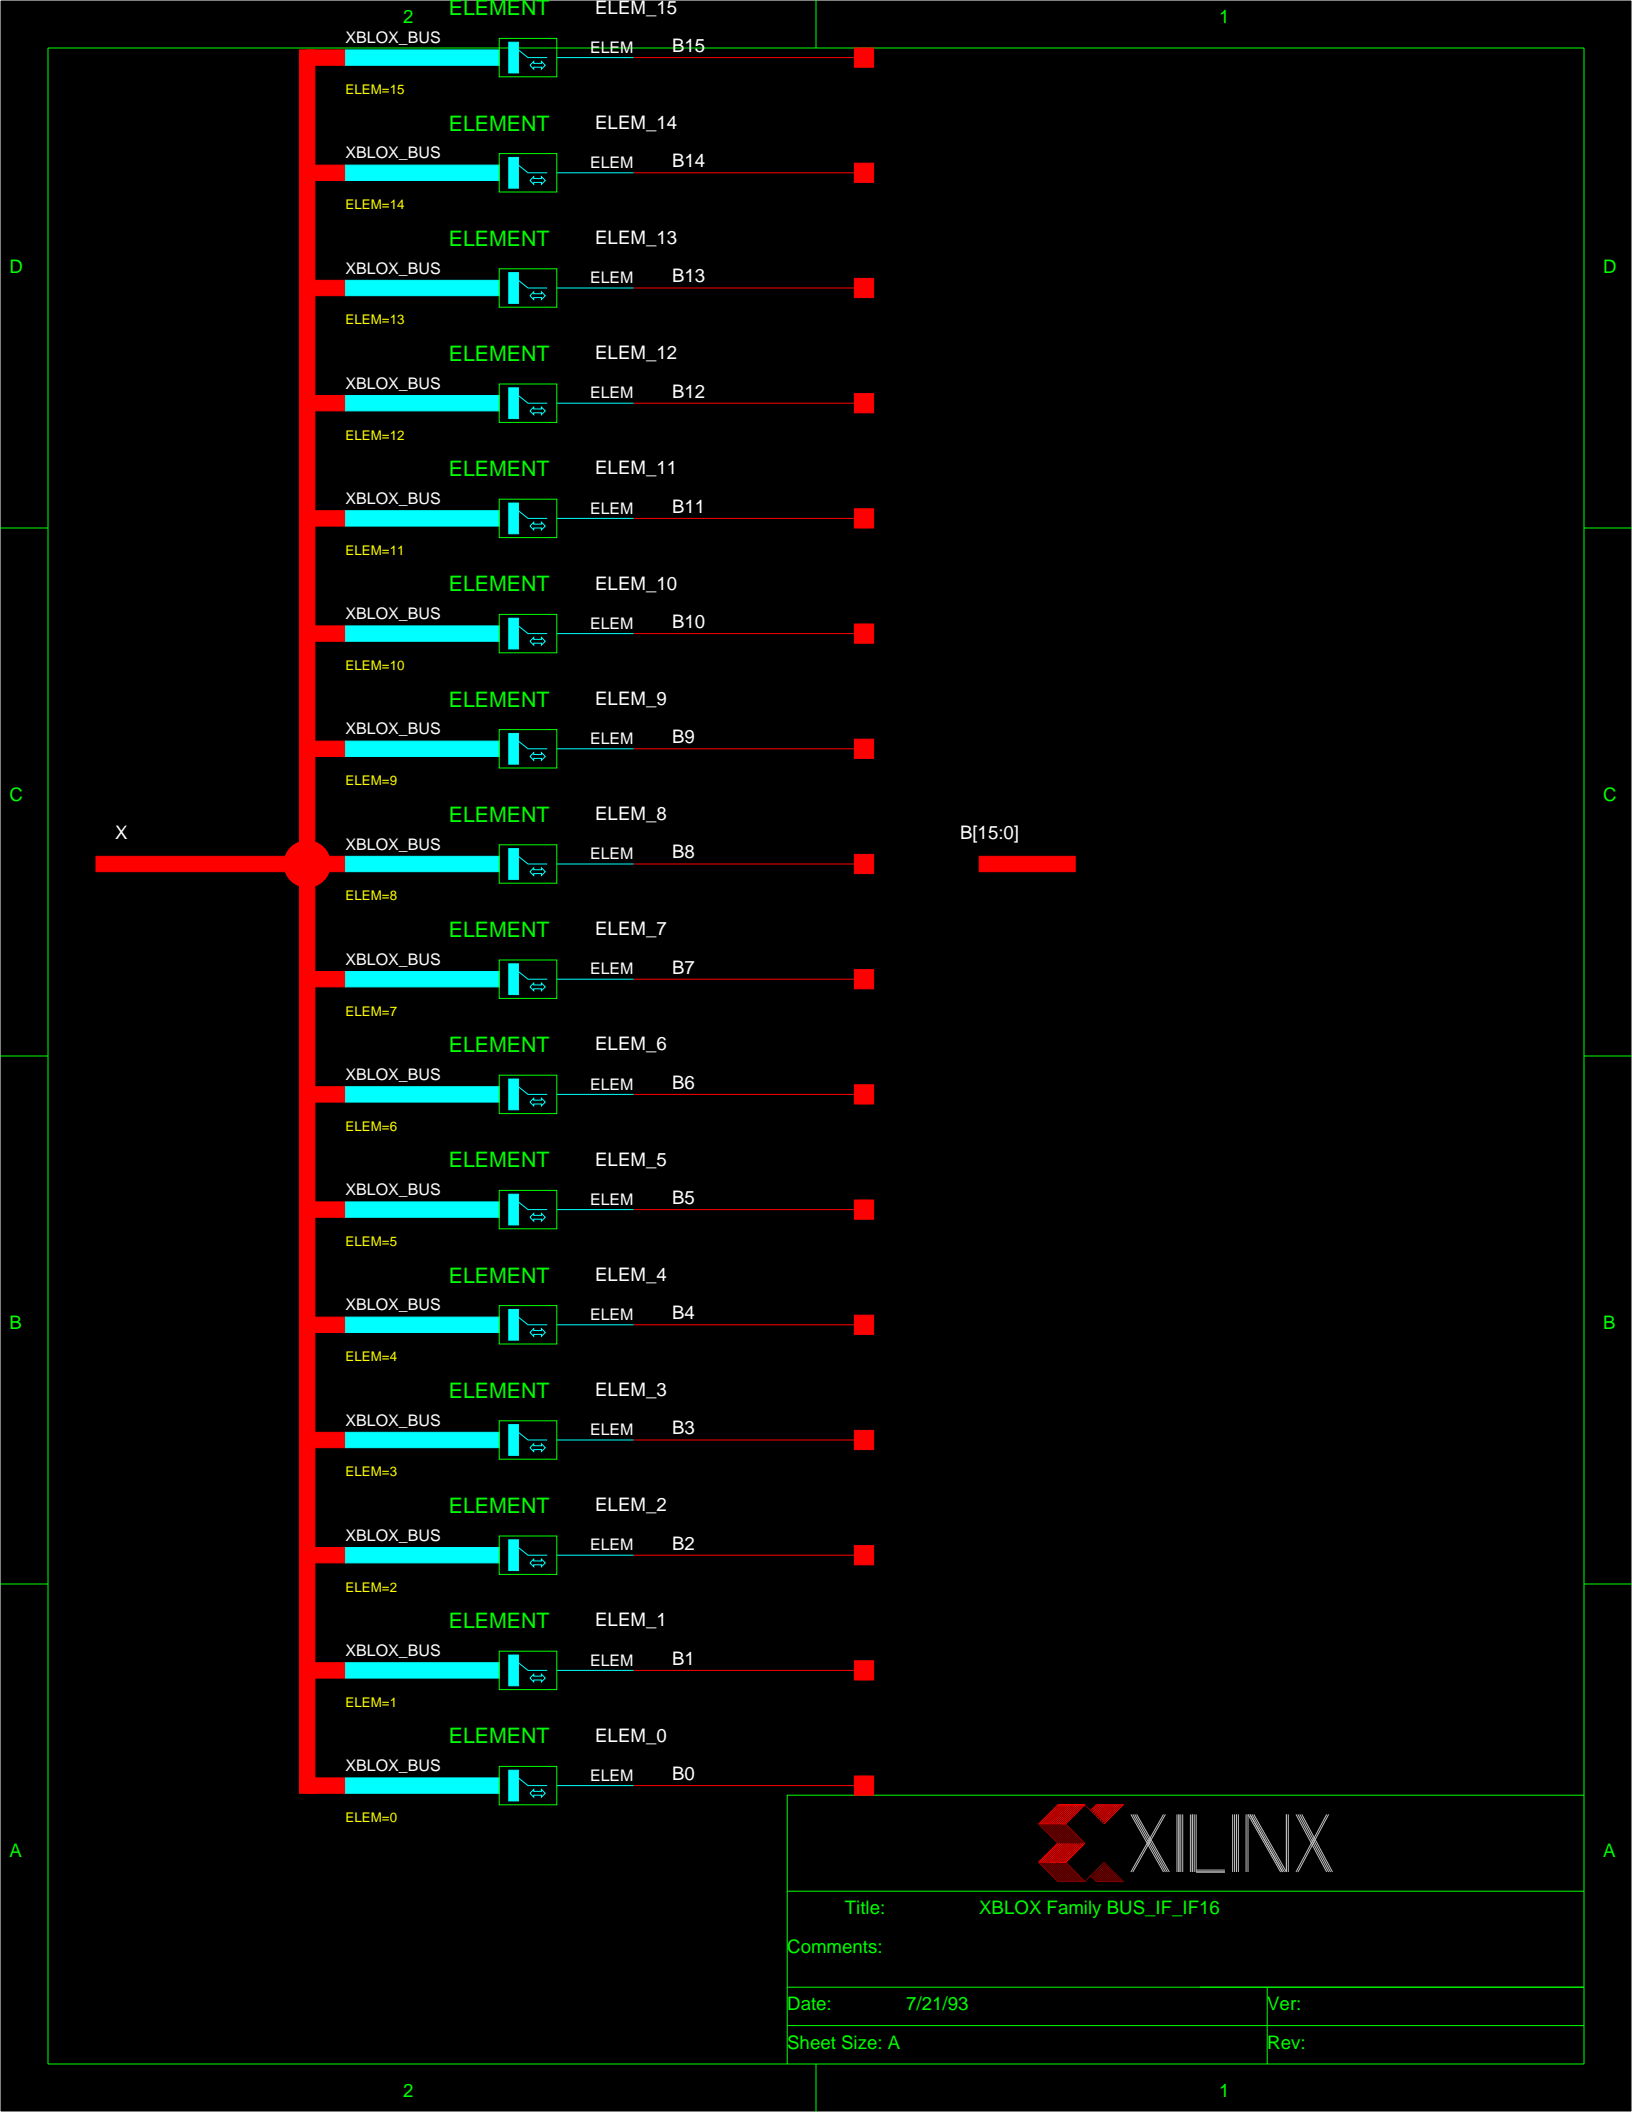 2 1
ELEMENT ELEM_15
XBLOX_BUS ELEM B15
ELEM=15
ELEMENT ELEM_14
XBLOX_BUS ELEM B14
ELEM=14
D ELEMENT ELEM_13 D
XBLOX_BUS ELEM B13
ELEM=13
ELEMENT ELEM_12
XBLOX_BUS ELEM B12
ELEM=12
ELEMENT ELEM_11
XBLOX_BUS ELEM B11
ELEM=11
ELEMENT ELEM_10
XBLOX_BUS ELEM B10
ELEM=10
ELEMENT ELEM_9
XBLOX_BUS ELEM B9
ELEM=9
C C
ELEMENT ELEM_8
X B[15:0]
XBLOX_BUS ELEM B8
ELEM=8
ELEMENT ELEM_7
XBLOX_BUS ELEM B7
ELEM=7
ELEMENT ELEM_6
XBLOX_BUS ELEM B6
ELEM=6
ELEMENT ELEM_5
XBLOX_BUS ELEM B5
ELEM=5
ELEMENT ELEM_4
XBLOX_BUS ELEM B4
B B
ELEM=4
ELEMENT ELEM_3
XBLOX_BUS ELEM B3
ELEM=3
ELEMENT ELEM_2
XBLOX_BUS ELEM B2
ELEM=2
ELEMENT ELEM_1
XBLOX_BUS ELEM B1
ELEM=1
ELEMENT ELEM_0
XBLOX_BUS ELEM B0
ELEM=0
A XILINX A
Title: XBLOX Family BUS_IF_IF16
Comments:
Date: 7/21/93 Ver:
Sheet Size: A Rev:
2 1